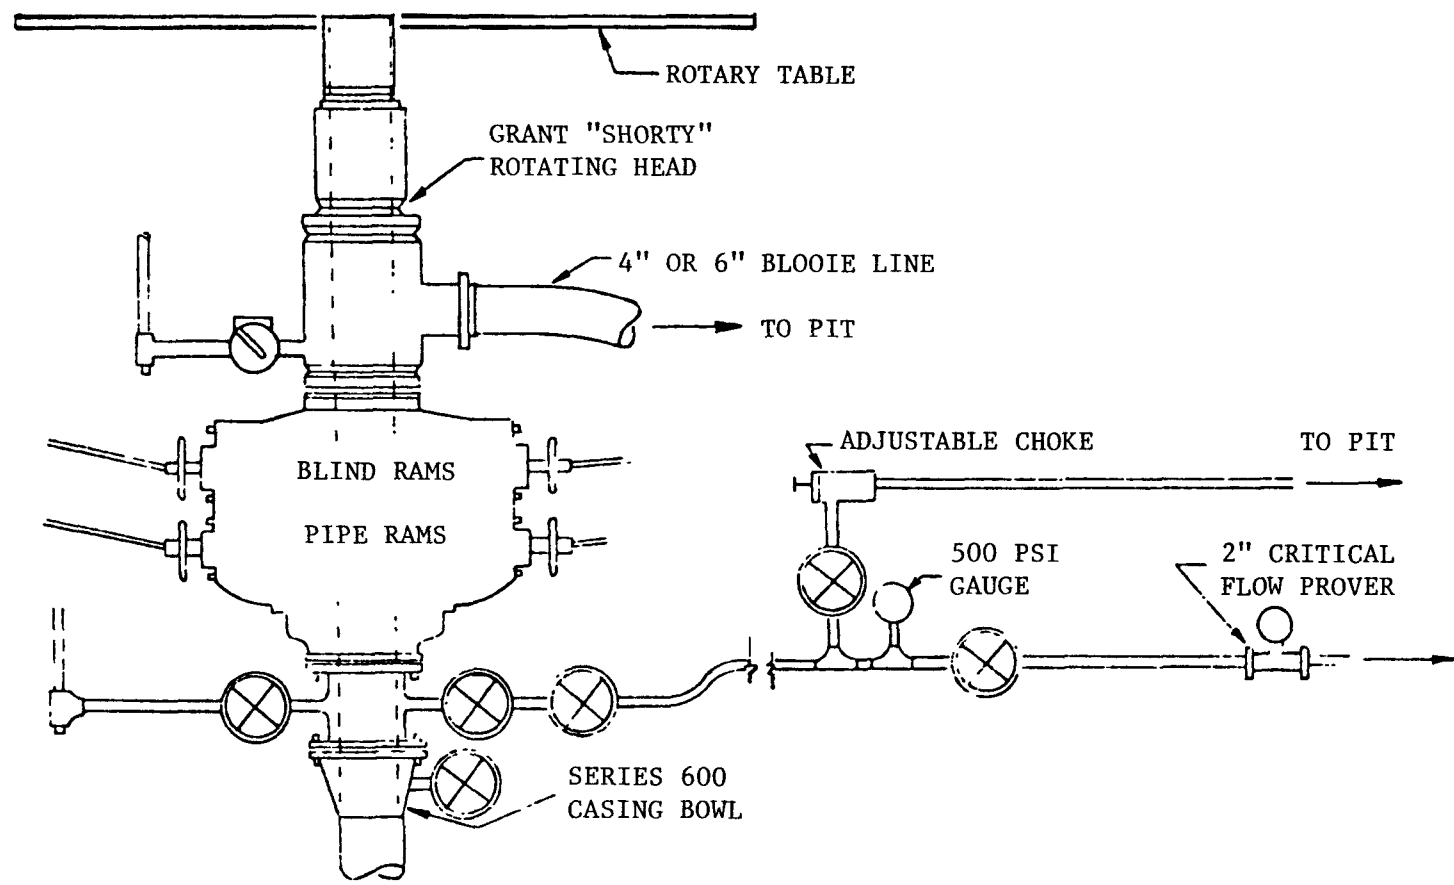 ROTARY TABLE
GRANT "SHORTY"
ROTATING HEAD
4" OR 6" BLOOIE LINE
TO PIT
BLIND RAMS
PIPE RAMS
ADJUSTABLE CHOKE
TO PIT
500 PSI
GAUGE
2" CRITICAL
FLOW PROVER
SERIES 600
CASING BOWL